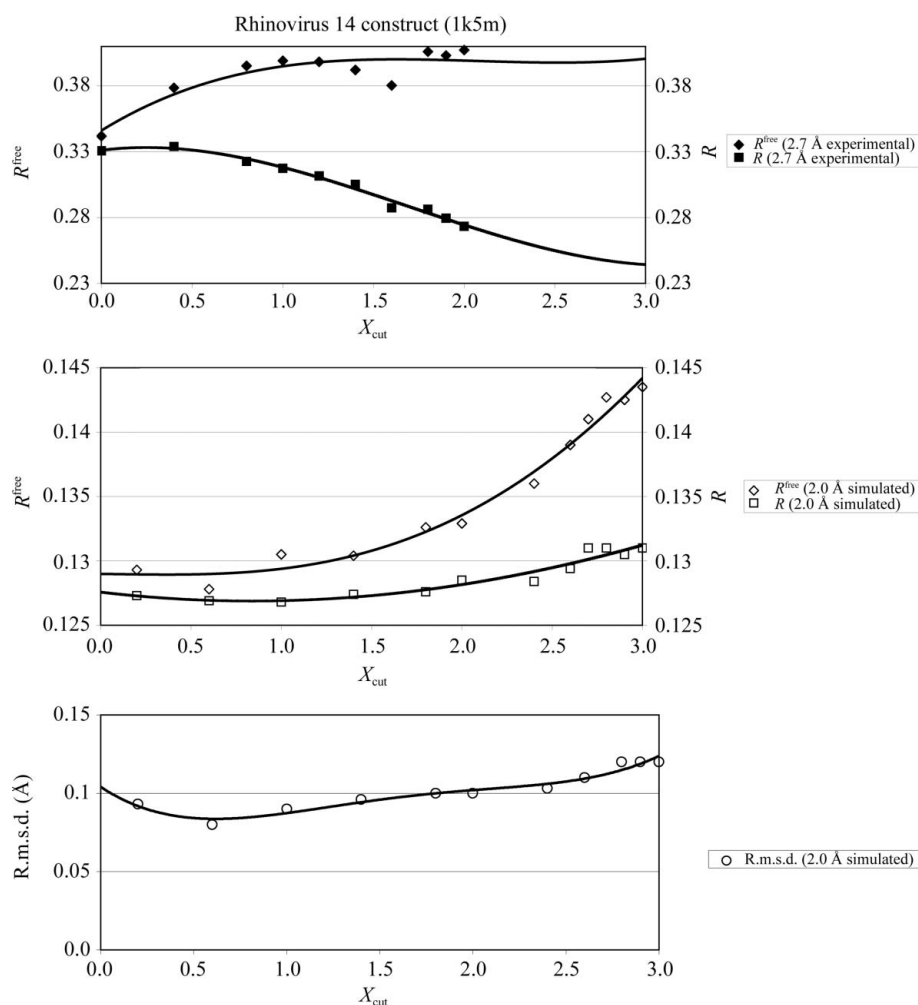 Rhinovirus 14 construct (1k5m)
0.38
0.33
0.28
0.23
R^free
0.38
0.33
0.28
0.23
R
◆ R^free (2.7 Å experimental)
■ R (2.7 Å experimental)
0.0 0.5 1.0 1.5 2.0 2.5 3.0
X_cut
0.145
0.14
0.135
0.13
0.125
R^free
0.145
0.14
0.135
0.13
0.125
R
◇ R^free (2.0 Å simulated)
□ R (2.0 Å simulated)
0.0 0.5 1.0 1.5 2.0 2.5 3.0
X_cut
0.15
0.1
0.05
0.0
R.m.s.d. (Å)
○ R.m.s.d. (2.0 Å simulated)
0.0 0.5 1.0 1.5 2.0 2.5 3.0
X_cut